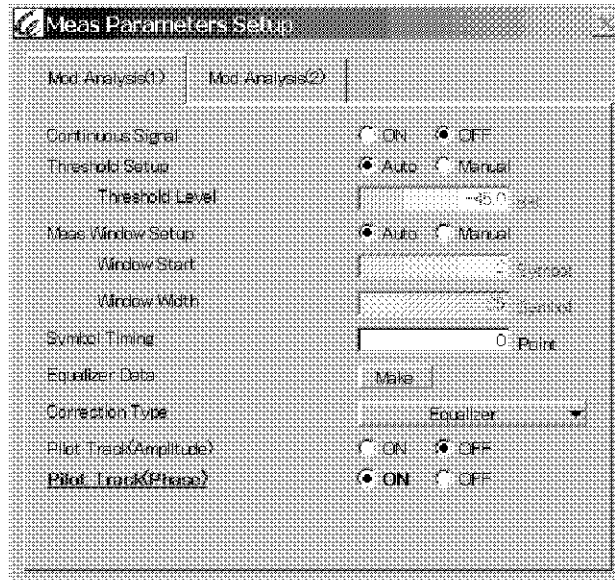 Meas Parameters Setup
Mod Analysis(1) Mod Analysis(2)
Continuous Signal ON OFF
Threshold Setup Auto Manual
Threshold Level -45.0
Meas Window Setup Auto Manual
Window Start Symbol
Window Width Symbol
Symbol Timing 0 Point
Equalizer Data Make
Correction Type Equalizer
Pilot Track(Amplitude) ON OFF
Pilot Track(Phase) ON OFF